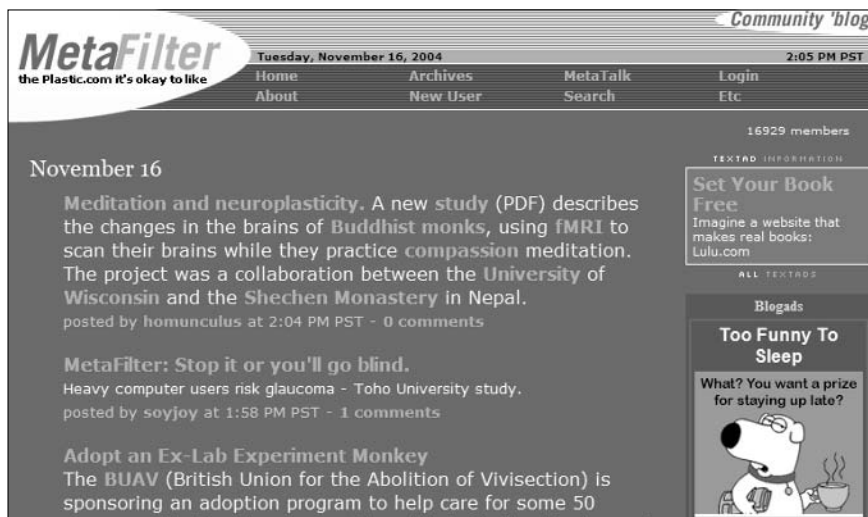 Community 'blog
MetaFilter
the Plastic.com it's okay to like
Tuesday, November 16, 2004 2:05 PM PST
Home Archives MetaTalk Login
About New User Search Etc
16929 members
November 16
Meditation and neuroplasticity. A new study (PDF) describes
the changes in the brains of Buddhist monks, using fMRI to
scan their brains while they practice compassion meditation.
The project was a collaboration between the University of
Wisconsin and the Shechen Monastery in Nepal.
posted by homunculus at 2:04 PM PST - 0 comments
MetaFilter: Stop it or you'll go blind.
Heavy computer users risk glaucoma - Toho University study.
posted by soyjoy at 1:58 PM PST - 1 comments
Adopt an Ex-Lab Experiment Monkey
The BUAV (British Union for the Abolition of Vivisection) is
sponsoring an adoption program to help care for some 50
TEXTAD INFORMATION
Set Your Book
Free
Imagine a website that
makes real books:
Lulu.com
ALL TEXTADS
Blogads
Too Funny To
Sleep
What? You want a prize
for staying up late?